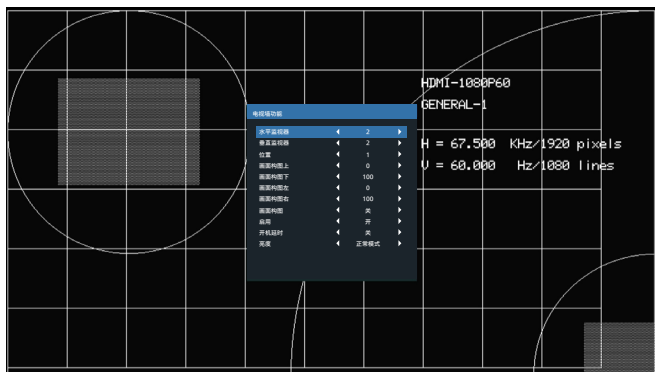 HDMI-1080P60
GENERAL-1
H = 67.500 KHz/1920 pixels
V = 60.000 Hz/1080 lines
电视墙功能
水平监视器 2
垂直监视器 2
位置 1
画面构图上 0
画面构图下 100
画面构图左 0
画面构图右 100
画面构图 关
启用 开
开机延时 关
亮度 正常模式